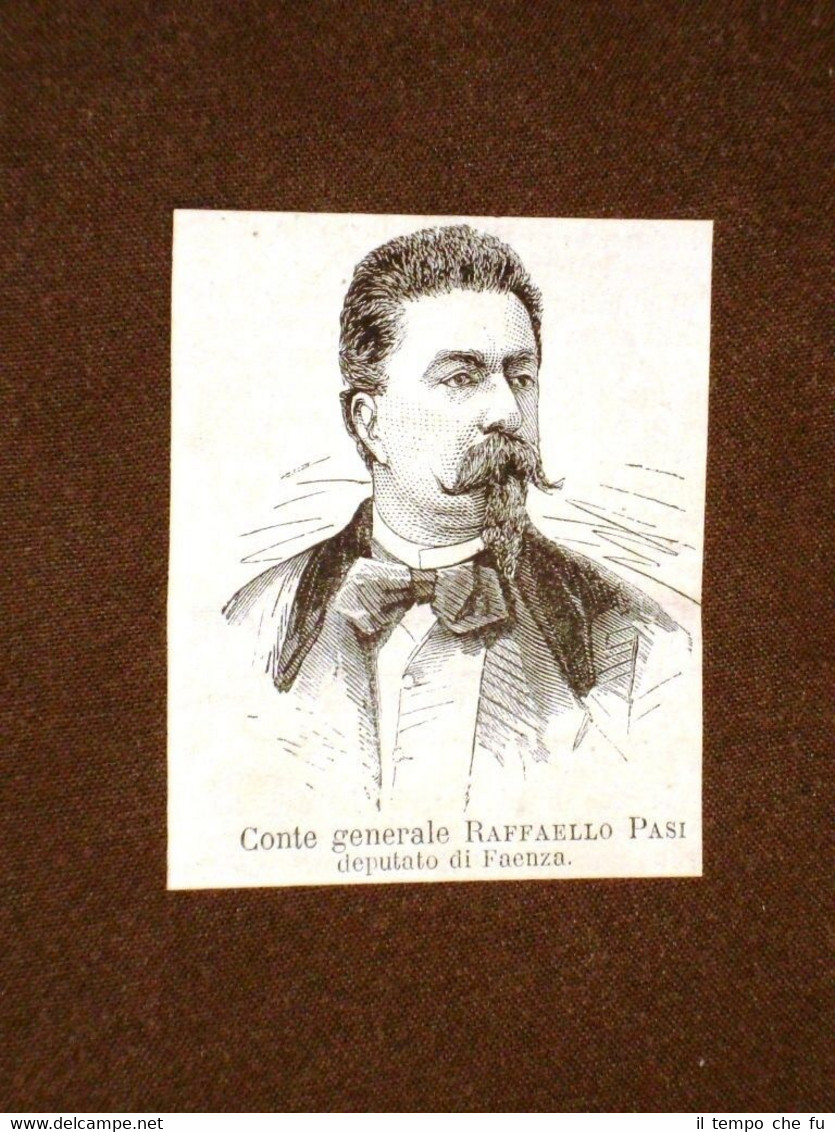 Conte generale RAFFAELLO PASI
deputato di Faenza.
www.delcampe.net
il tempo che fu